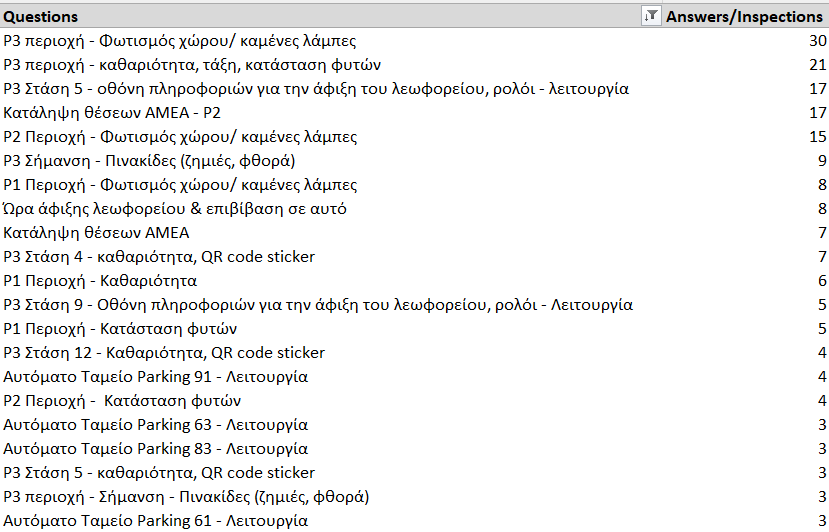 Questions Answers/Inspections
P3 περιοχή - Φωτισμός χώρου/ καμένες λάμπες 30
P3 περιοχή - καθαριότητα, τάξη, κατάσταση φυτών 21
P3 Στάση 5 - οθόνη πληροφοριών για την άφιξη του λεωφορείου, ρολόι - λειτουργία 17
Κατάληψη θέσεων ΑΜΕΑ - P2 17
P2 Περιοχή - Φωτισμός χώρου/ καμένες λάμπες 15
P3 Σήμανση - Πινακίδες (ζημιές, φθορά) 9
P1 Περιοχή - Φωτισμός χώρου/ καμένες λάμπες 8
Ώρα άφιξης λεωφορείου & επιβίβαση σε αυτό 8
Κατάληψη θέσεων ΑΜΕΑ 7
P3 Στάση 4 - καθαριότητα, QR code sticker 7
P1 Περιοχή - Καθαριότητα 6
P3 Στάση 9 - Οθόνη πληροφοριών για την άφιξη του λεωφορείου, ρολόι - Λειτουργία 5
P1 Περιοχή - Κατάσταση φυτών 5
P3 Στάση 12 - Καθαριότητα, QR code sticker 4
Αυτόματο Ταμείο Parking 91 - Λειτουργία 4
P2 Περιοχή -  Κατάσταση φυτών 4
Αυτόματο Ταμείο Parking 63 - Λειτουργία 3
Αυτόματο Ταμείο Parking 83 - Λειτουργία 3
P3 Στάση 5 - καθαριότητα, QR code sticker 3
P3 περιοχή - Σήμανση - Πινακίδες (ζημιές, φθορά) 3
Αυτόματο Ταμείο Parking 61 - Λειτουργία 3